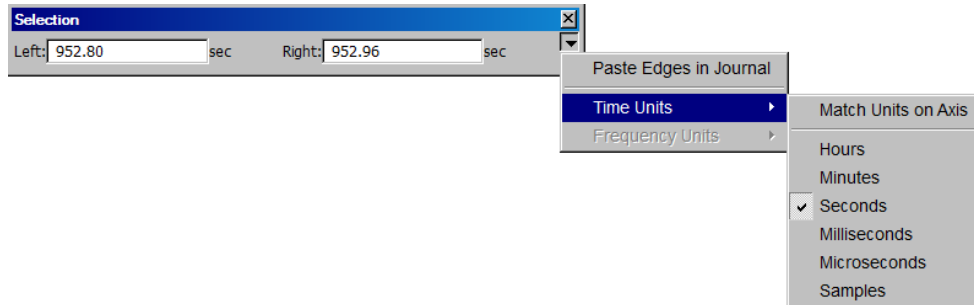 Selection
Left: 952.80 sec Right: 952.96 sec
Paste Edges in Journal
Time Units
Frequency Units
Match Units on Axis
Hours
Minutes
Seconds
Milliseconds
Microseconds
Samples